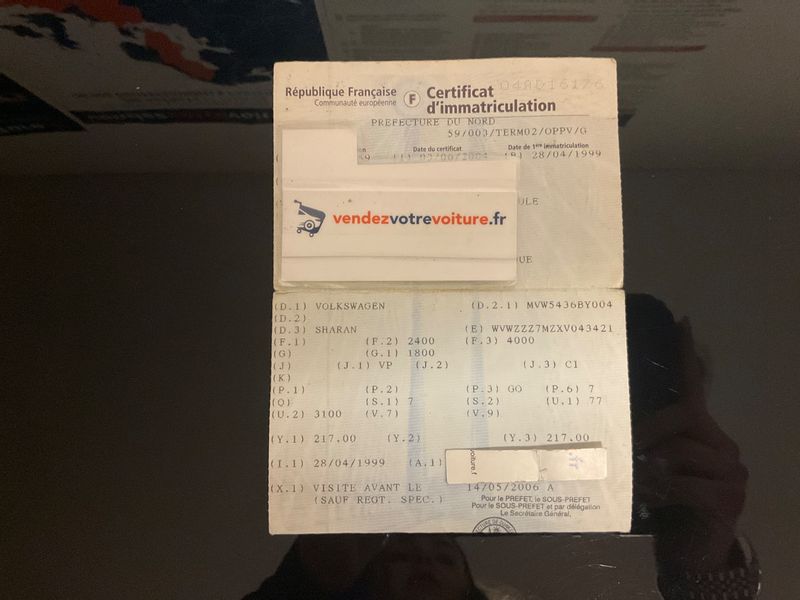 04AD15176
République Française
Communauté européenne
F
Certificat
d'immatriculation
PREFECTURE DU NORD
59/003/TERM02/OPPV/G
Date du certificat
Date de 1ère immatriculation
(B) 28/04/1999
vendezvotrevoiture.fr
(D.1) VOLKSWAGEN (D.2.1) MVW5436BY004
(D.2)
(D.3) SHARAN (E) WVWZZZ7MZXV043421
(F.1) (F.2) 2400 (F.3) 4000
(G) (G.1) 1800
(J) (J.1) VP (J.2) (J.3) CI
(K)
(P.1) (P.2) (P.3) GO (P.6) 7
(Q) (S.1) 7 (S.2) (U.1) 77
(U.2) 3100 (V.7) (V.9)
(Y.1) 217,00 (Y.2) (Y.3) 217,00
(I.1) 28/04/1999 (A.1)
(X.1) VISITE AVANT LE 14/05/2006 A
(SAUF REGT. SPEC.)
Pour le PREFET, le SOUS-PREFET
Pour le SOUS-PREFET et par délégation
Le Secrétaire Général,